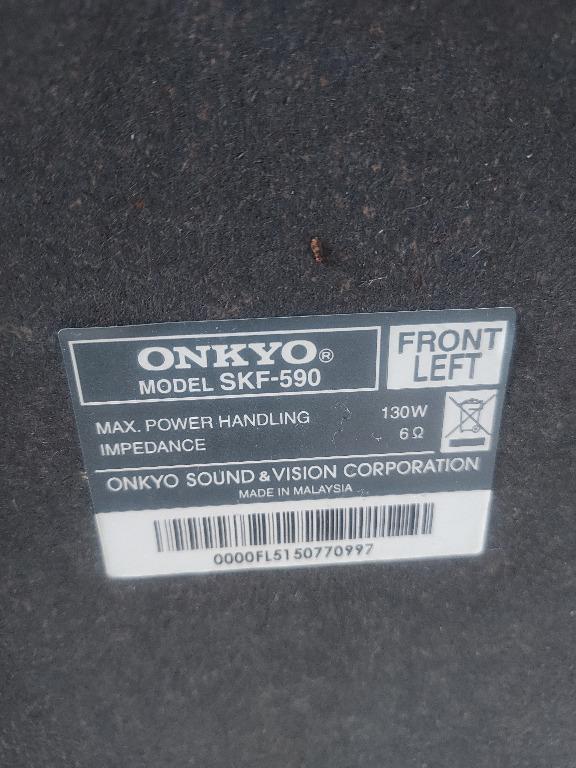 ONKYO®
MODEL SKF-590
FRONT
LEFT
MAX. POWER HANDLING 130W
IMPEDANCE 6Ω
ONKYO SOUND & VISION CORPORATION
MADE IN MALAYSIA
0000FL5150770997